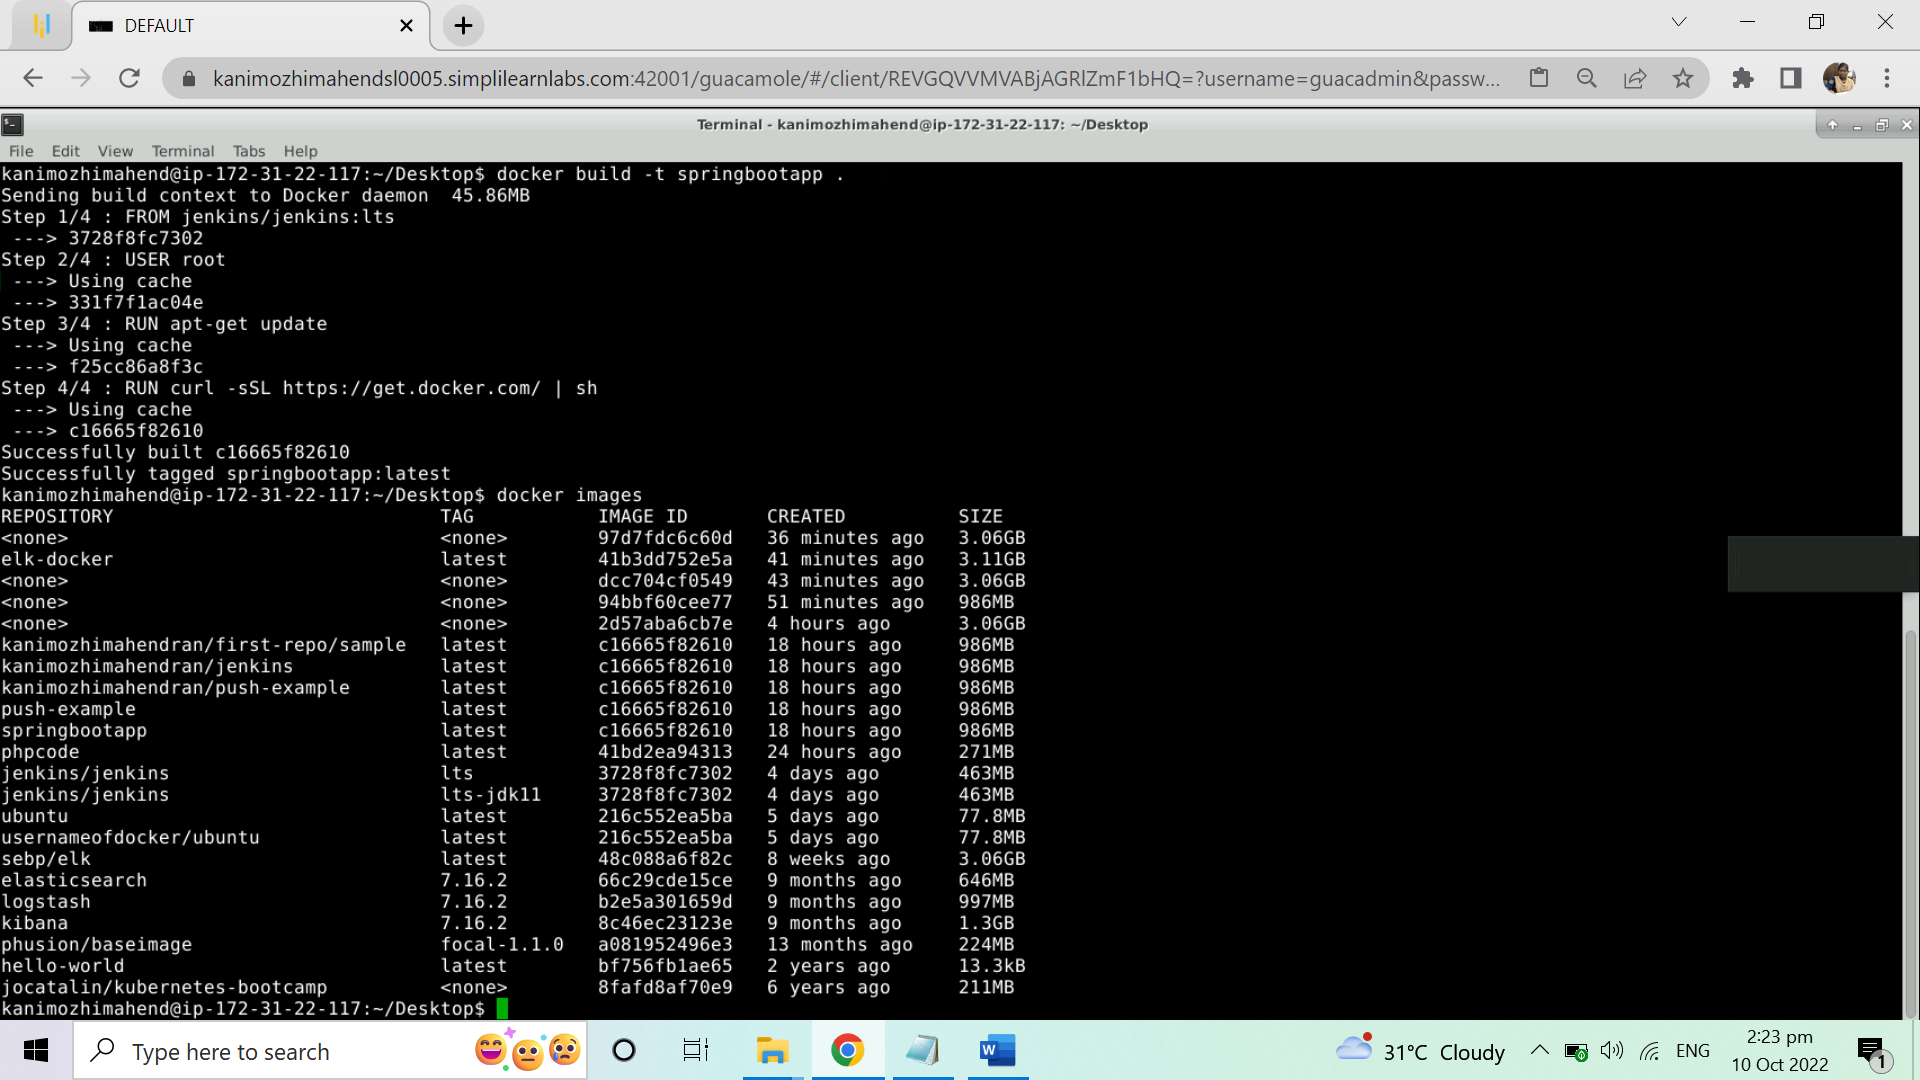 DEFAULT
kanimozhimahendsl0005.simplilearnlabs.com:42001/guacamole/#/client/REVGQVVMVABjAGRlZmF1bHQ=?username=guacadmin&passw...
Terminal - kanimozhimahend@ip-172-31-22-117: ~/Desktop
File Edit View Terminal Tabs Help
kanimozhimahend@ip-172-31-22-117:~/Desktop$ docker build -t springbootapp .
Sending build context to Docker daemon  45.86MB
Step 1/4 : FROM jenkins/jenkins:lts
 ---> 3728f8fc7302
Step 2/4 : USER root
 ---> Using cache
 ---> 331f7f1ac04e
Step 3/4 : RUN apt-get update
 ---> Using cache
 ---> f25cc86a8f3c
Step 4/4 : RUN curl -sSL https://get.docker.com/ | sh
 ---> Using cache
 ---> c16665f82610
Successfully built c16665f82610
Successfully tagged springbootapp:latest
kanimozhimahend@ip-172-31-22-117:~/Desktop$ docker images
REPOSITORY TAG IMAGE ID CREATED SIZE
<none> <none> 97d7fdc6c60d 36 minutes ago 3.06GB
elk-docker latest 41b3dd752e5a 41 minutes ago 3.11GB
<none> <none> dcc704cf0549 43 minutes ago 3.06GB
<none> <none> 94bbf60cee77 51 minutes ago 986MB
<none> <none> 2d57aba6cb7e 4 hours ago 3.06GB
kanimozhimahendran/first-repo/sample latest c16665f82610 18 hours ago 986MB
kanimozhimahendran/jenkins latest c16665f82610 18 hours ago 986MB
kanimozhimahendran/push-example latest c16665f82610 18 hours ago 986MB
push-example latest c16665f82610 18 hours ago 986MB
springbootapp latest c16665f82610 18 hours ago 986MB
phpcode latest 41bd2ea94313 24 hours ago 271MB
jenkins/jenkins lts 3728f8fc7302 4 days ago 463MB
jenkins/jenkins lts-jdk11 3728f8fc7302 4 days ago 463MB
ubuntu latest 216c552ea5ba 5 days ago 77.8MB
usernameofdocker/ubuntu latest 216c552ea5ba 5 days ago 77.8MB
sebp/elk latest 48c088a6f82c 8 weeks ago 3.06GB
elasticsearch 7.16.2 66c29cde15ce 9 months ago 646MB
logstash 7.16.2 b2e5a301659d 9 months ago 997MB
kibana 7.16.2 8c46ec23123e 9 months ago 1.3GB
phusion/baseimage focal-1.1.0 a081952496e3 13 months ago 224MB
hello-world latest bf756fb1ae65 2 years ago 13.3kB
jocatalin/kubernetes-bootcamp <none> 8fafd8af70e9 6 years ago 211MB
kanimozhimahend@ip-172-31-22-117:~/Desktop$
Type here to search
W
31°C Cloudy
ENG
2:23 pm
10 Oct 2022
1